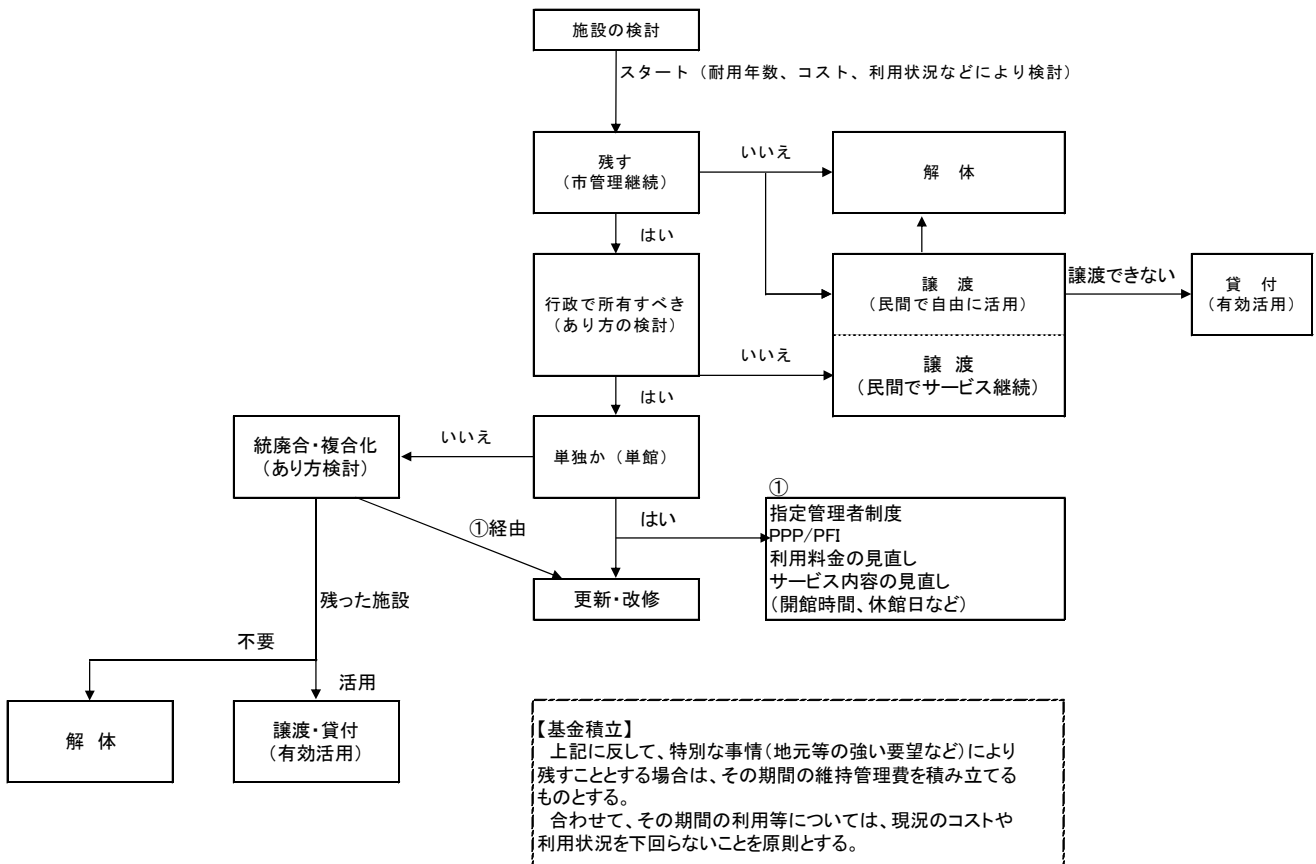 施設の検討
スタート（耐用年数、コスト、利用状況などにより検討）
残す
（市管理継続）
いいえ
解　体
はい
行政で所有すべき
（あり方の検討）
譲　渡
（民間で自由に活用）
譲渡できない
貸　付
（有効活用）
いいえ
譲　渡
（民間でサービス継続）
はい
統廃合・複合化
（あり方検討）
いいえ
単独か（単館）
①経由
はい
①
指定管理者制度
PPP/PFI
利用料金の見直し
サービス内容の見直し
（開館時間、休館日など）
更新・改修
残った施設
不要
活用
解　体
譲渡・貸付
（有効活用）
【基金積立】
　上記に反して、特別な事情（地元等の強い要望など）により
残すこととする場合は、その期間の維持管理費を積み立てる
ものとする。
　合わせて、その期間の利用等については、現況のコストや
利用状況を下回らないことを原則とする。